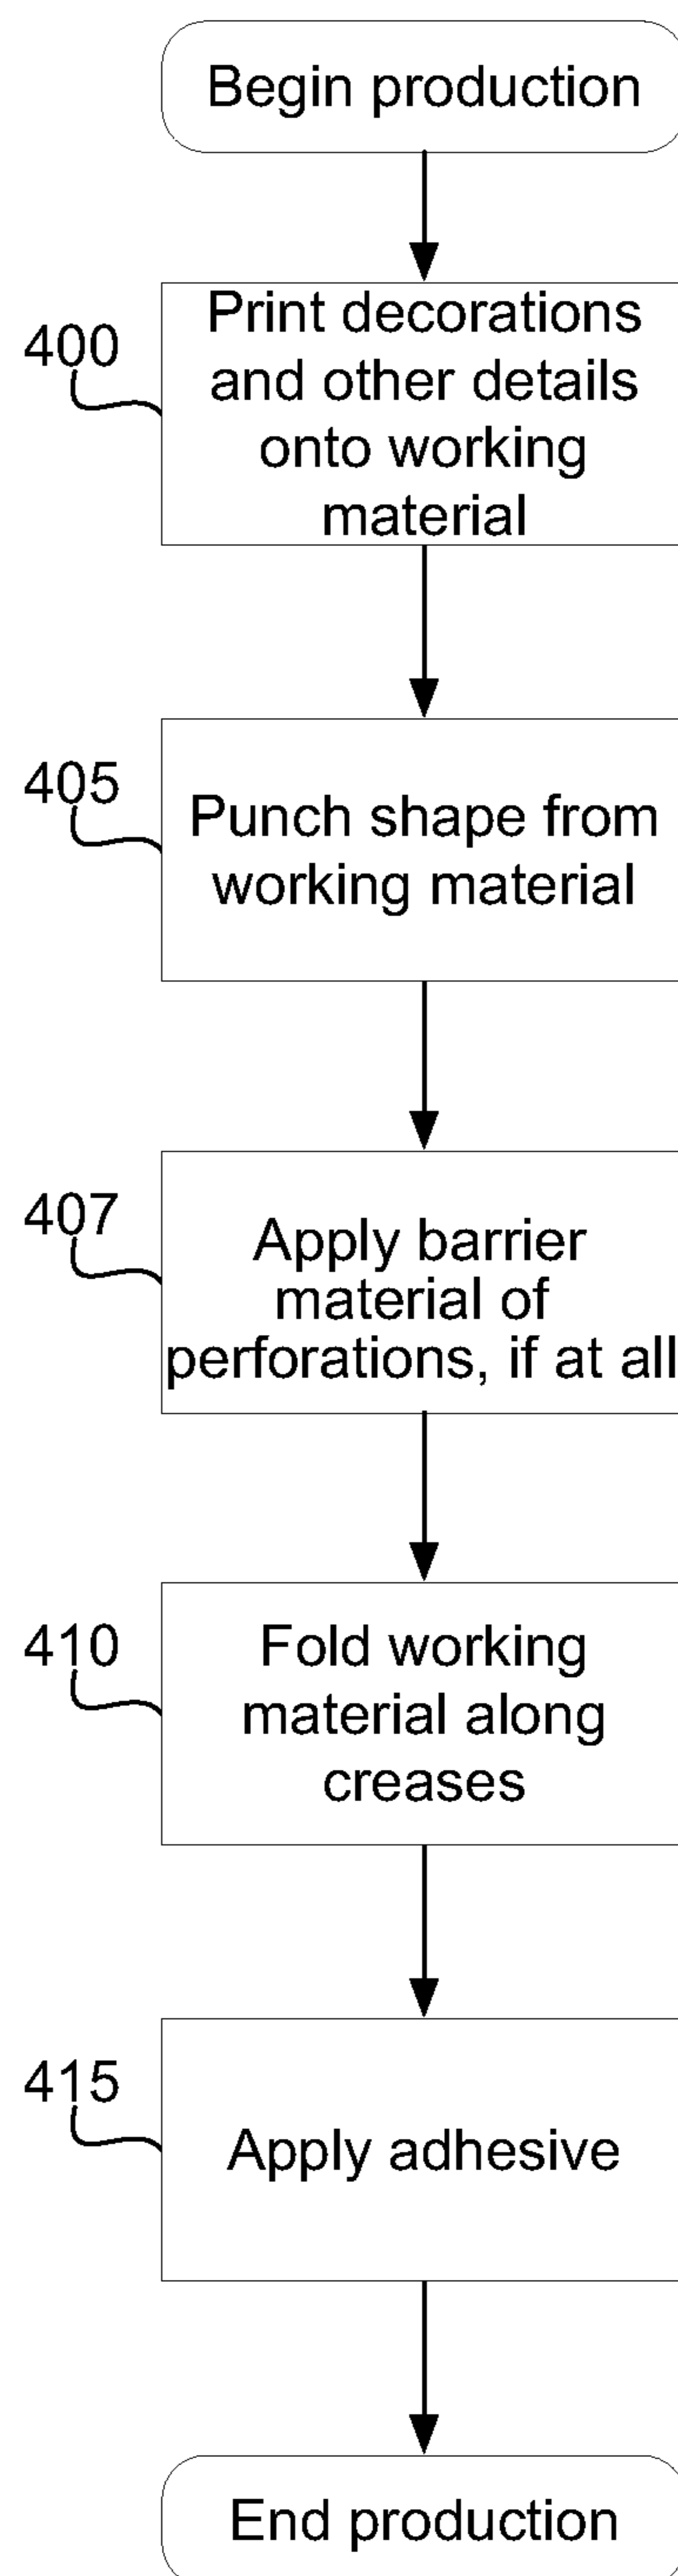 Begin production
400
Print decorations
and other details
onto working
material
405
Punch shape from
working material
407
Apply barrier
material of
perforations, if at all
410
Fold working
material along
creases
415
Apply adhesive
End production